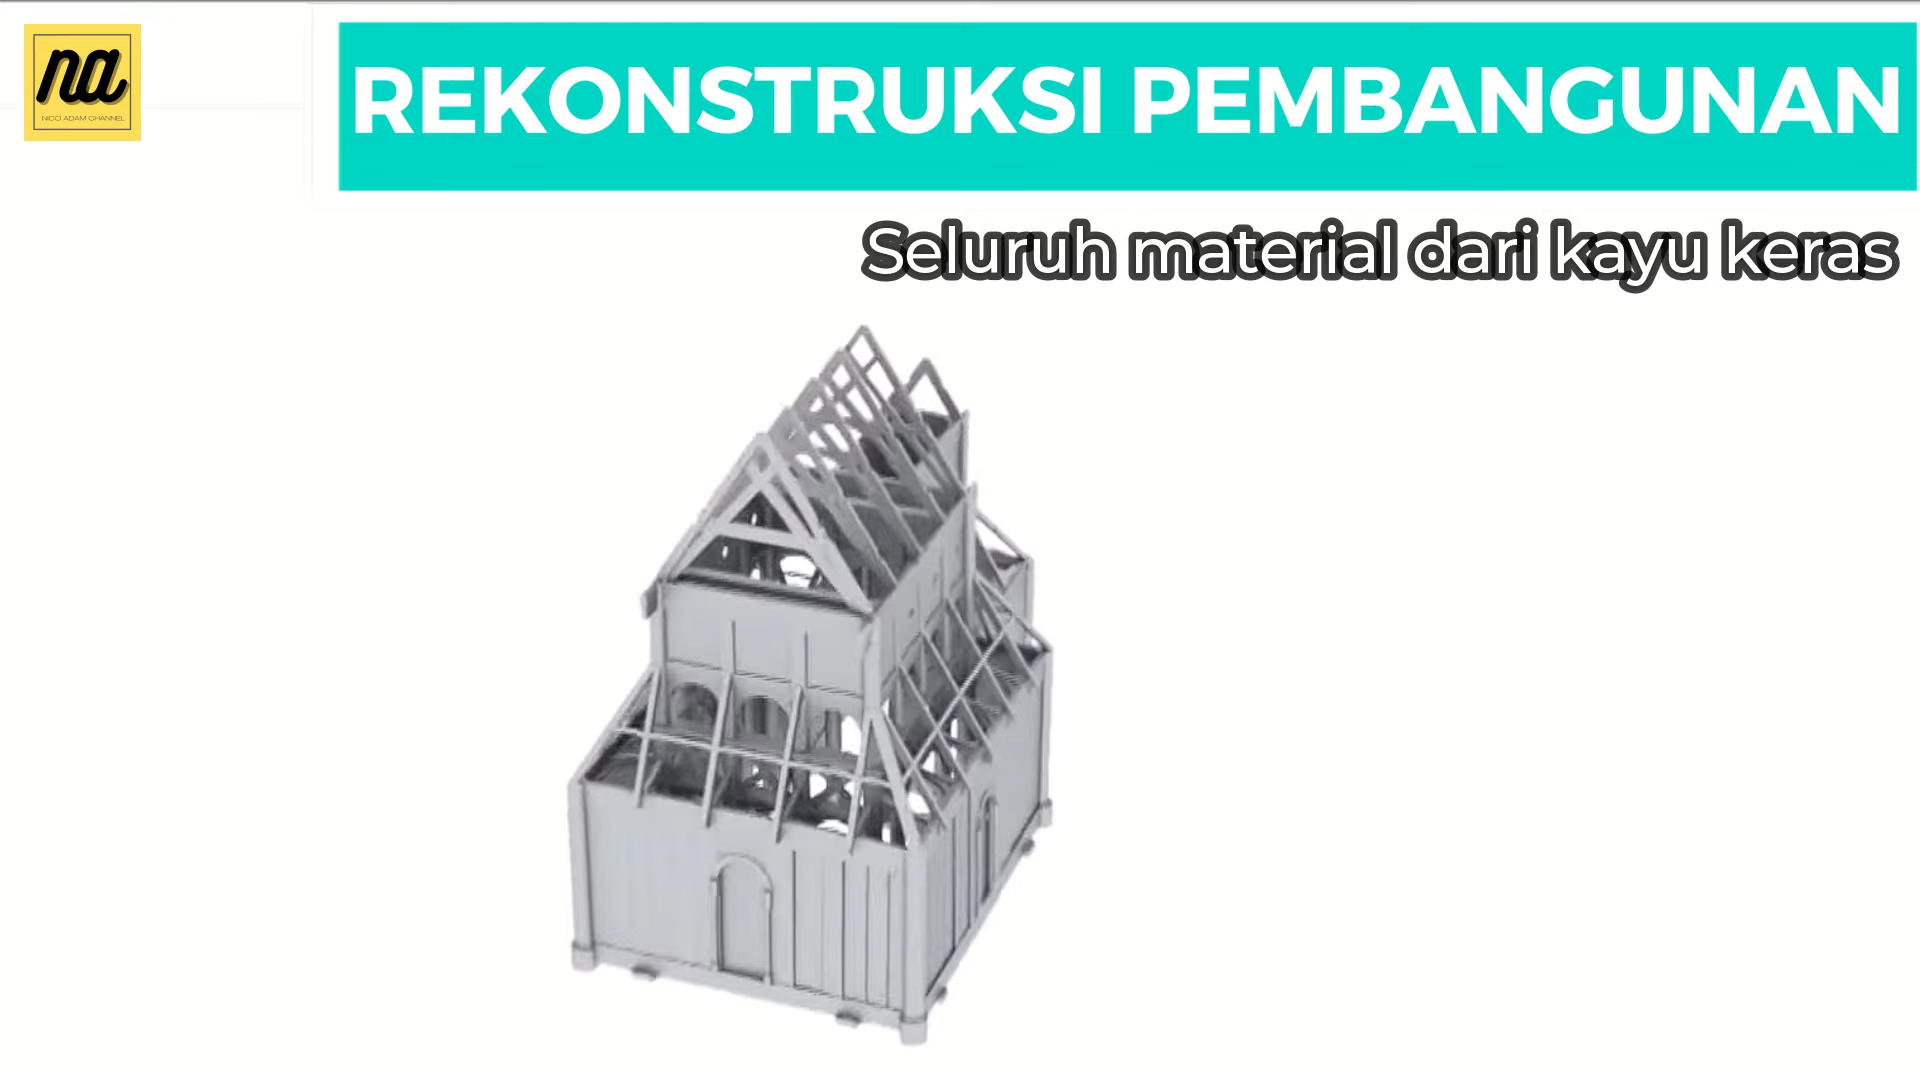 na
NICO ADAM CHANNEL
REKONSTRUKSI PEMBANGUNAN
Seluruh material dari kayu keras